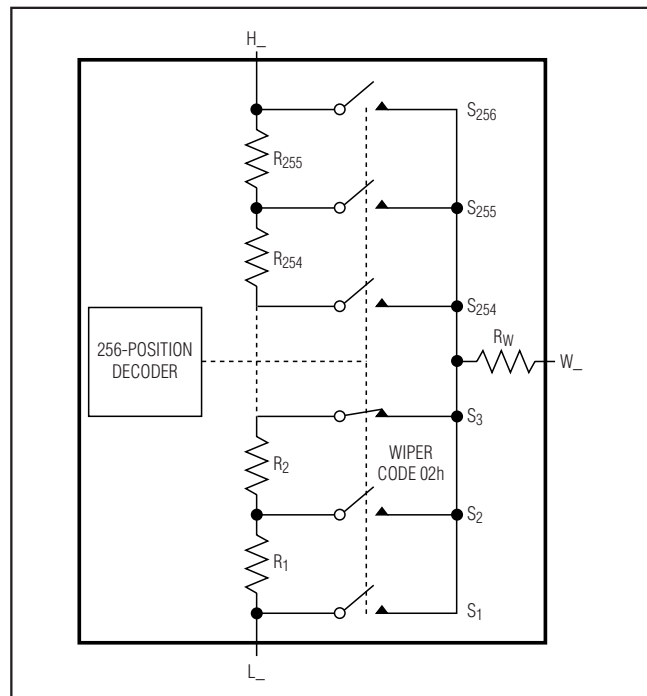 H_
S256
R255
S255
R254
S254
256-POSITION
DECODER
RW
W_
S3
R2
WIPER
CODE 02h
S2
R1
S1
L_